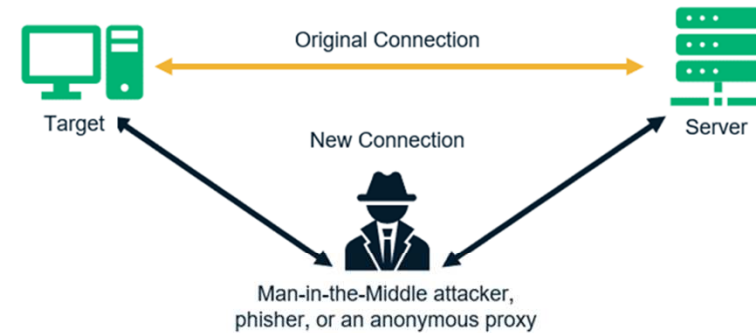 Original Connection
Target
Server
New Connection
Man-in-the-Middle attacker,
phisher, or an anonymous proxy